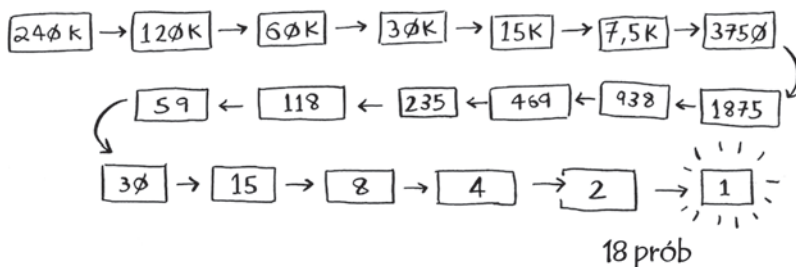 240K → 120K → 60K → 30K → 15K → 7,5K → 3750
59 ← 118 ← 235 ← 469 ← 938 ← 1875
30 → 15 → 8 → 4 → 2 → 1
18 prób